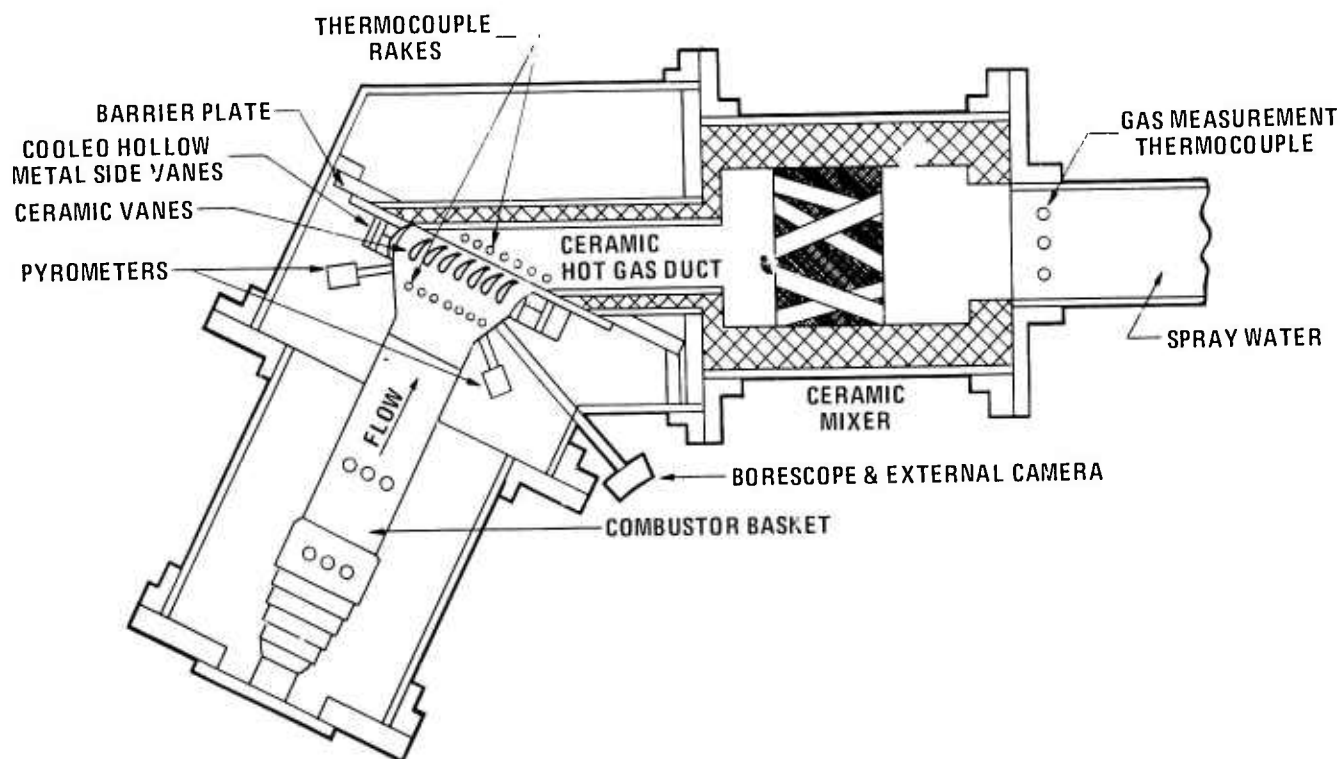 THERMOCOUPLE
RAKES
BARRIER PLATE
COOLEO HOLLOW
METAL SIDE VANES
CERAMIC VANES
PYROMETERS
GAS MEASUREMENT
THERMOCOUPLE
CERAMIC
HOT GAS DUCT
SPRAY WATER
CERAMIC
MIXER
FLOW
BORESCOPE & EXTERNAL CAMERA
COMBUSTOR BASKET